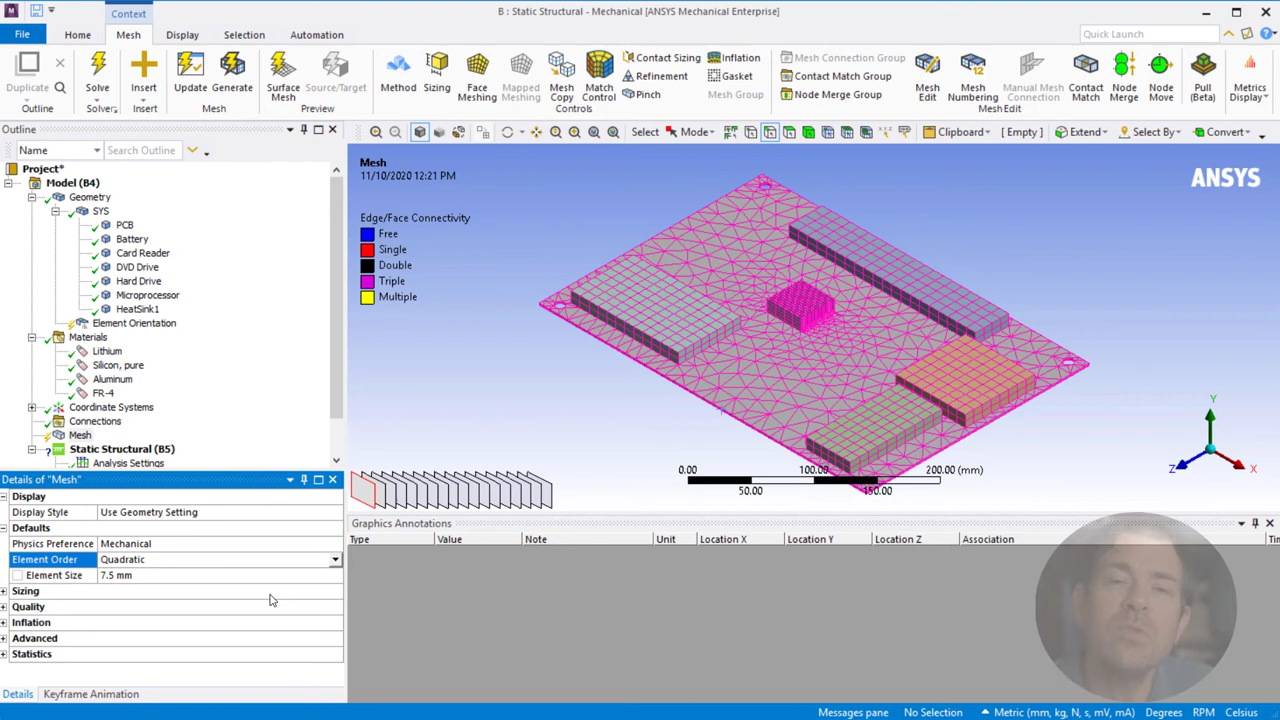 B : Static Structural - Mechanical [ANSYS Mechanical Enterprise]
Context
File Home Mesh Display Selection Automation
Quick Launch
Duplicate
Outline
Solve
Solvers
Insert
Insert
Update Generate
Mesh
Surface Mesh
Source/Target
Preview
Method
Sizing
Face Meshing
Mapped Meshing
Mesh Copy
Match Control
Contact Sizing
Refinement
Pinch
Inflation
Gasket
Mesh Group
Controls
Mesh Connection Group
Contact Match Group
Node Merge Group
Mesh Edit
Mesh Numbering
Manual Mesh Connection
Contact Match
Node Merge
Node Move
Mesh Edit
Pull (Beta)
Metrics Display
Outline
Name
Search Outline
Select Mode
Clipboard [ Empty ] Extend Select By Convert
Project*
Model (B4)
Geometry
SYS
PCB
Battery
Card Reader
DVD Drive
Hard Drive
Microprocessor
HeatSink1
Element Orientation
Materials
Lithium
Silicon, pure
Aluminum
FR-4
Coordinate Systems
Connections
Mesh
Static Structural (B5)
Analysis Settings
Mesh
11/10/2020 12:21 PM
Edge/Face Connectivity
Free
Single
Double
Triple
Multiple
ANSYS
Y
Z
X
0.00 100.00 200.00 (mm)
50.00 150.00
Details of "Mesh"
Display
Display Style Use Geometry Setting
Defaults
Physics Preference Mechanical
Element Order Quadratic
Element Size 7.5 mm
Sizing
Quality
Inflation
Advanced
Statistics
Details Keyframe Animation
Graphics Annotations
Type Value Note Unit Location X Location Y Location Z Association Tin
Messages pane No Selection Metric (mm, kg, N, s, mV, mA) Degrees RPM Celsius